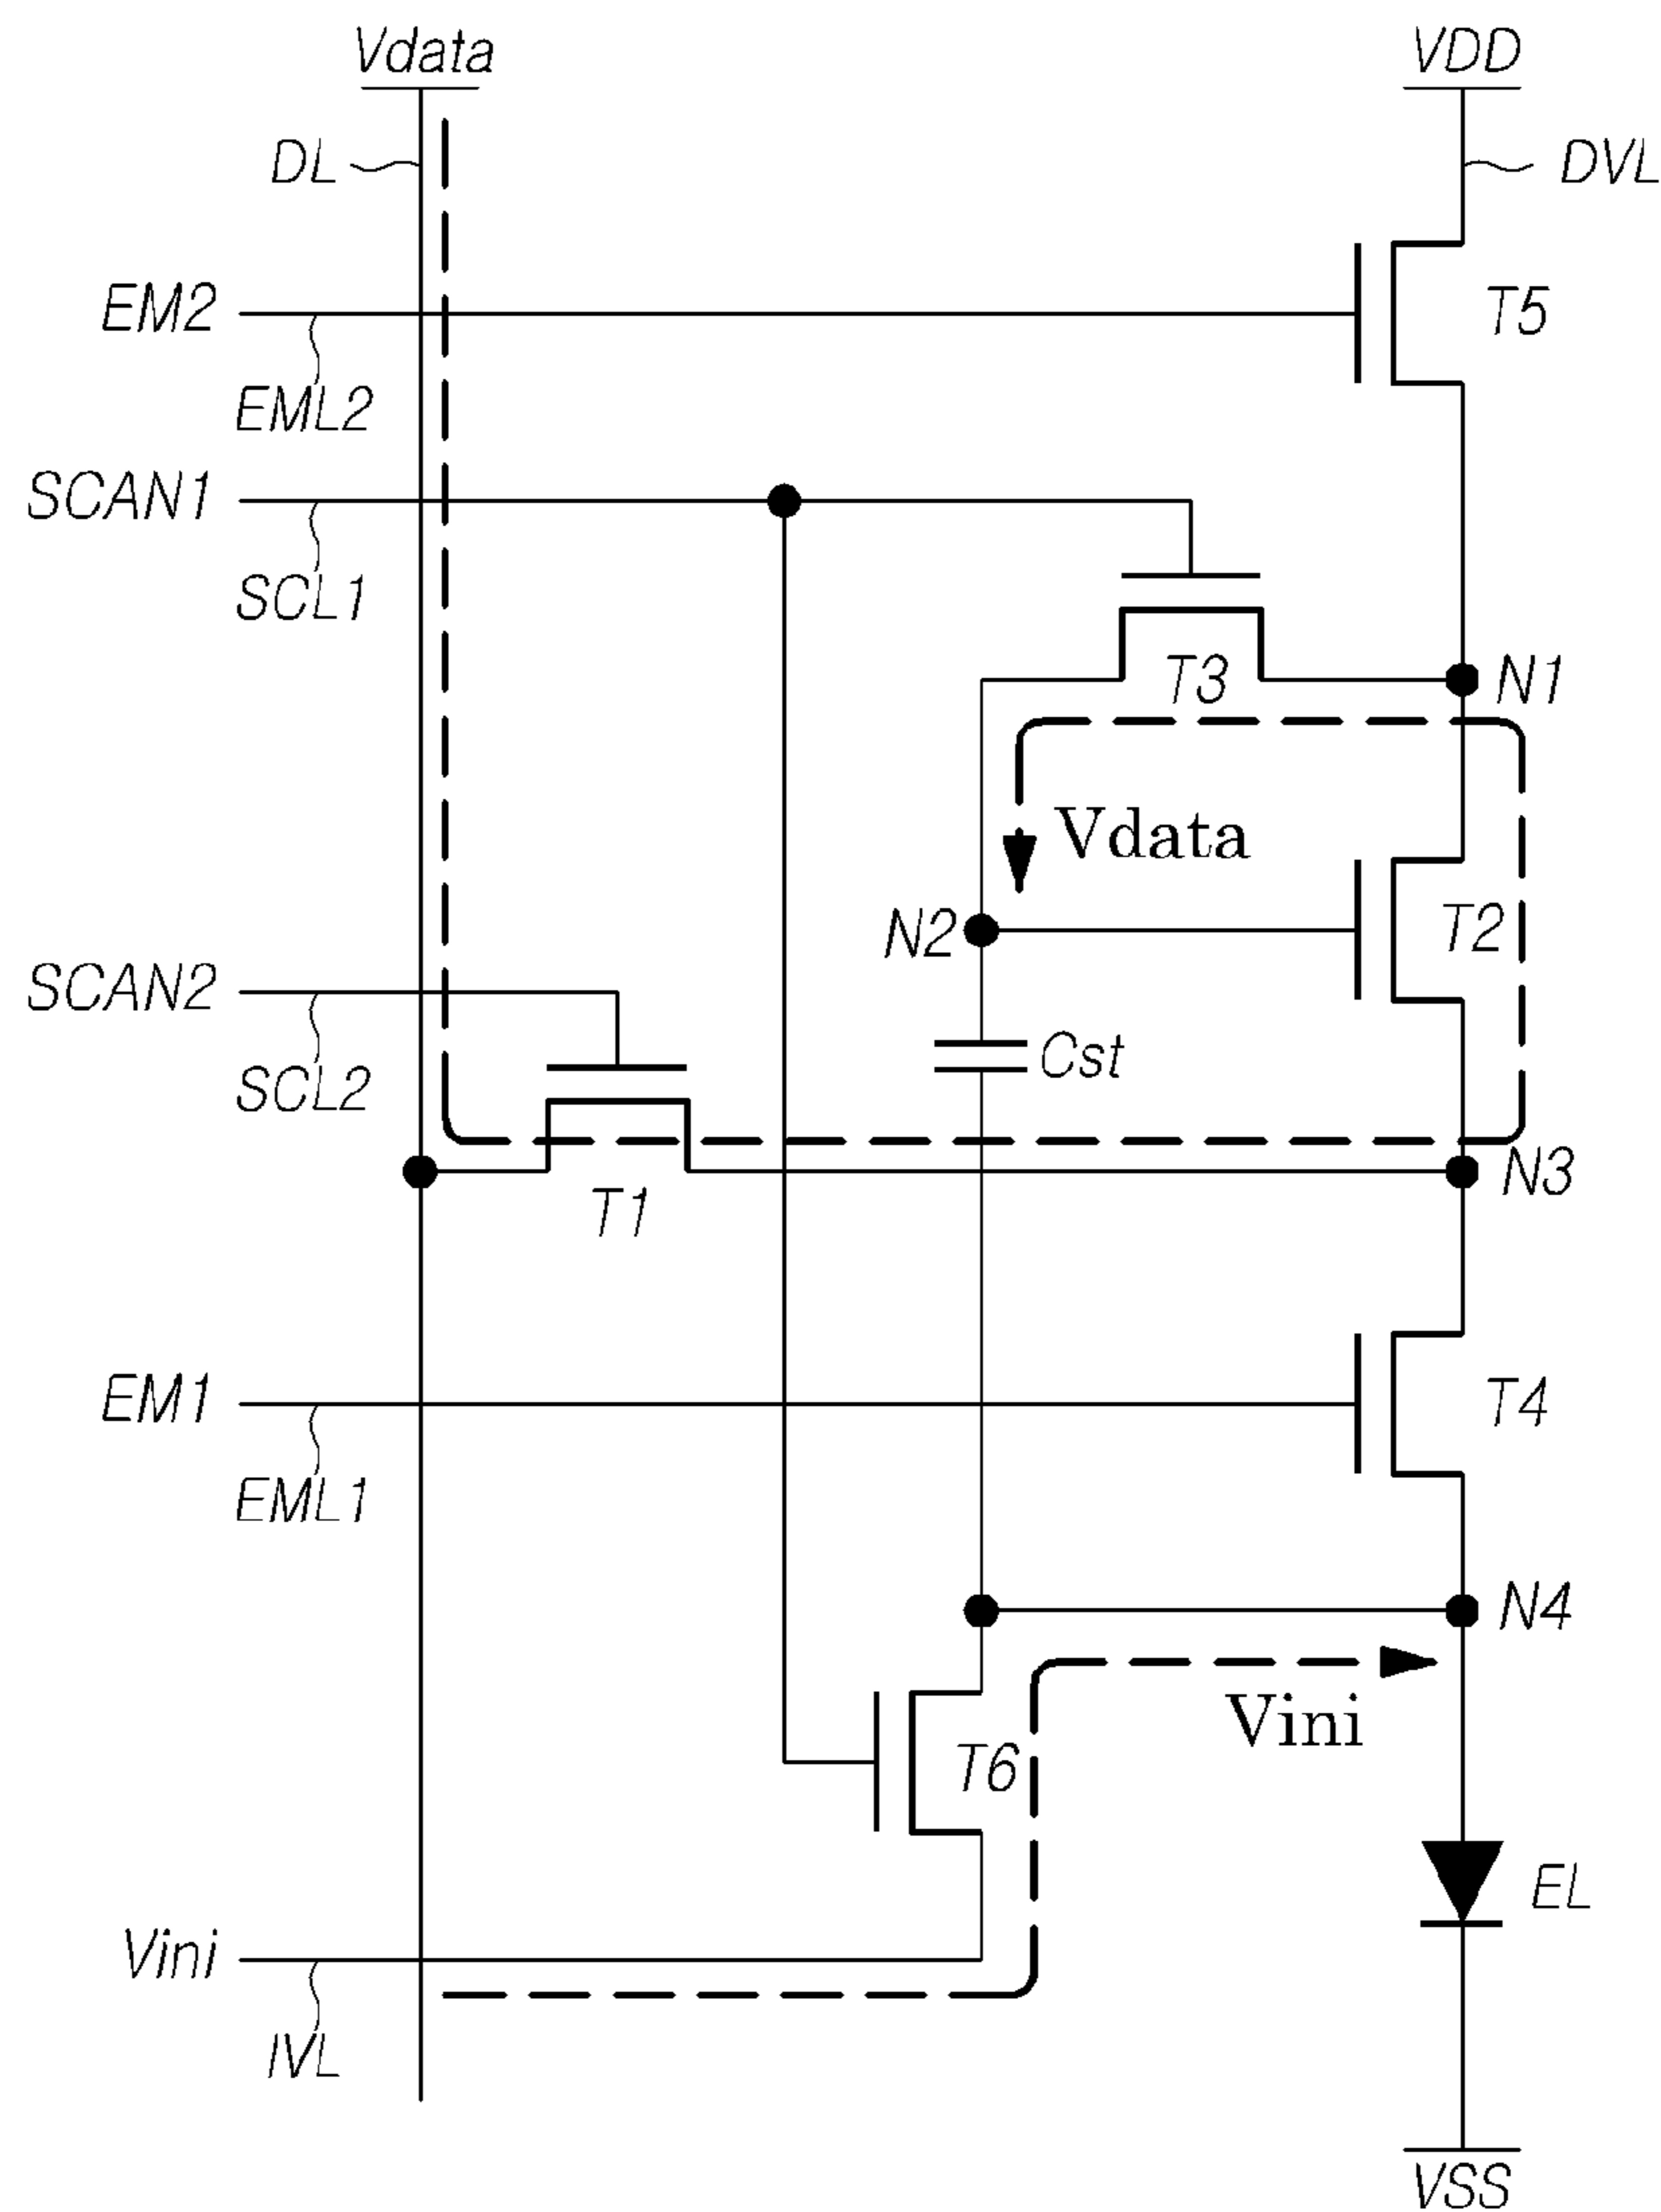 Vdata
VDD
DL
DVL
EM2
T5
EML2
SCAN1
SCL1
T3
N1
Vdata
N2
T2
SCAN2
Cst
SCL2
N3
T1
EM1
T4
EML1
N4
Vini
T6
EL
Vini
IVL
VSS